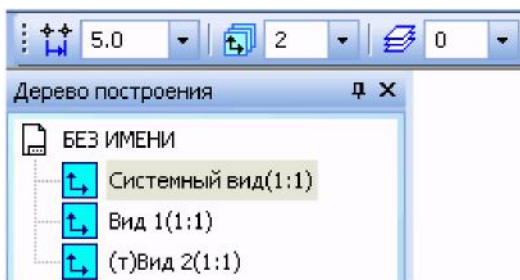 5.0 2 0
Дерево построения
БЕЗ ИМЕНИ
Системный вид(1:1)
Вид 1(1:1)
(т)Вид 2(1:1)